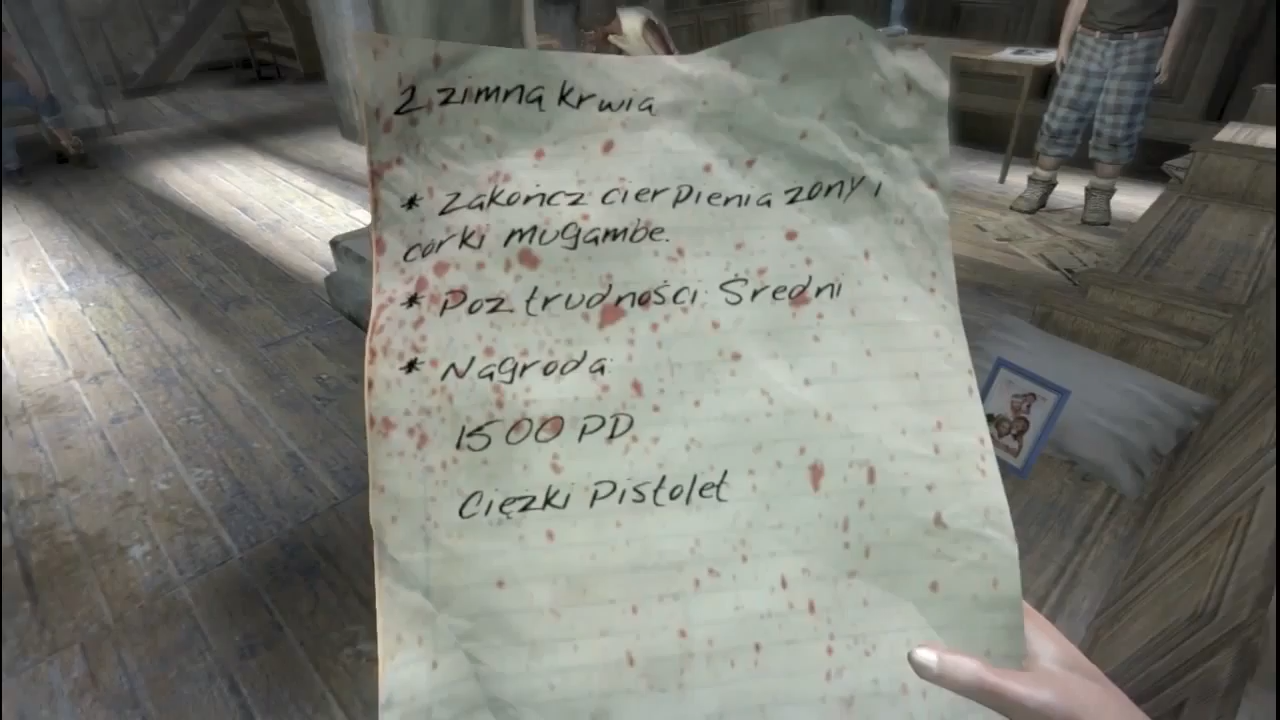 Z zimną krwią
* Zakończ cierpienia żony i
córki mugambe.
* Poz trudności: Średni
* Nagroda:
1500 PD
Ciężki Pistolet